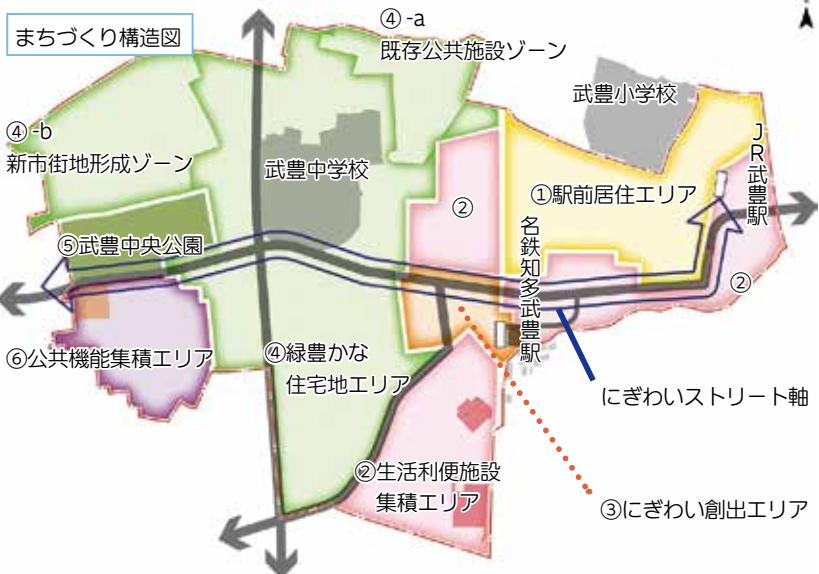 まちづくり構造図
④-a
既存公共施設ゾーン
武豊小学校
④-b
新市街地形成ゾーン
武豊中学校
②
①駅前居住エリア
JR武豊駅
⑤武豊中央公園
名鉄知多武豊駅
②
⑥公共機能集積エリア
④緑豊かな
住宅地エリア
にぎわいストリート軸
②生活利便施設
集積エリア
③にぎわい創出エリア